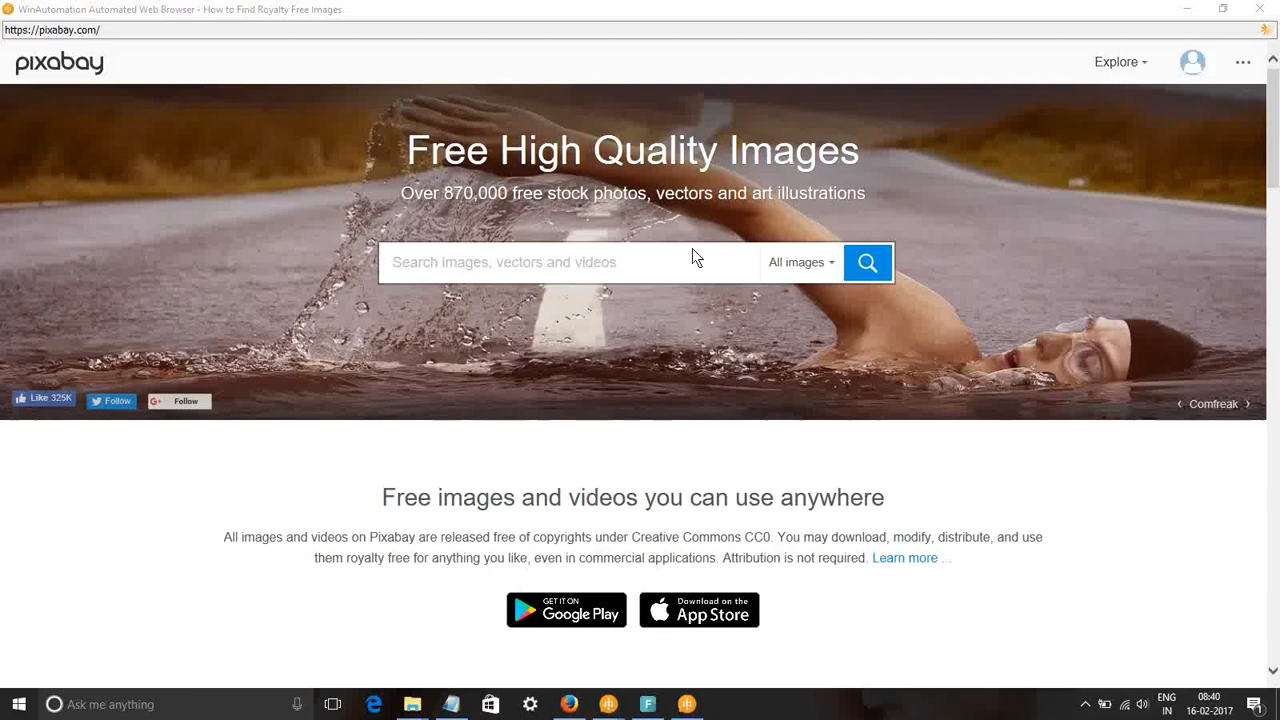 WinAutomation Automated Web Browser - How to Find Royalty Free Images
https://pixabay.com/
pixabay
Explore
Free High Quality Images
Over 870,000 free stock photos, vectors and art illustrations
Search images, vectors and videos
All images
Like 325K
Follow
G+ Follow
‹ Comfreak ›
Free images and videos you can use anywhere
All images and videos on Pixabay are released free of copyrights under Creative Commons CC0. You may download, modify, distribute, and use
them royalty free for anything you like, even in commercial applications. Attribution is not required. Learn more ...
GET IT ON
Google Play
Download on the
App Store
Ask me anything
F
ENG
IN
08:40
16-02-2017
1